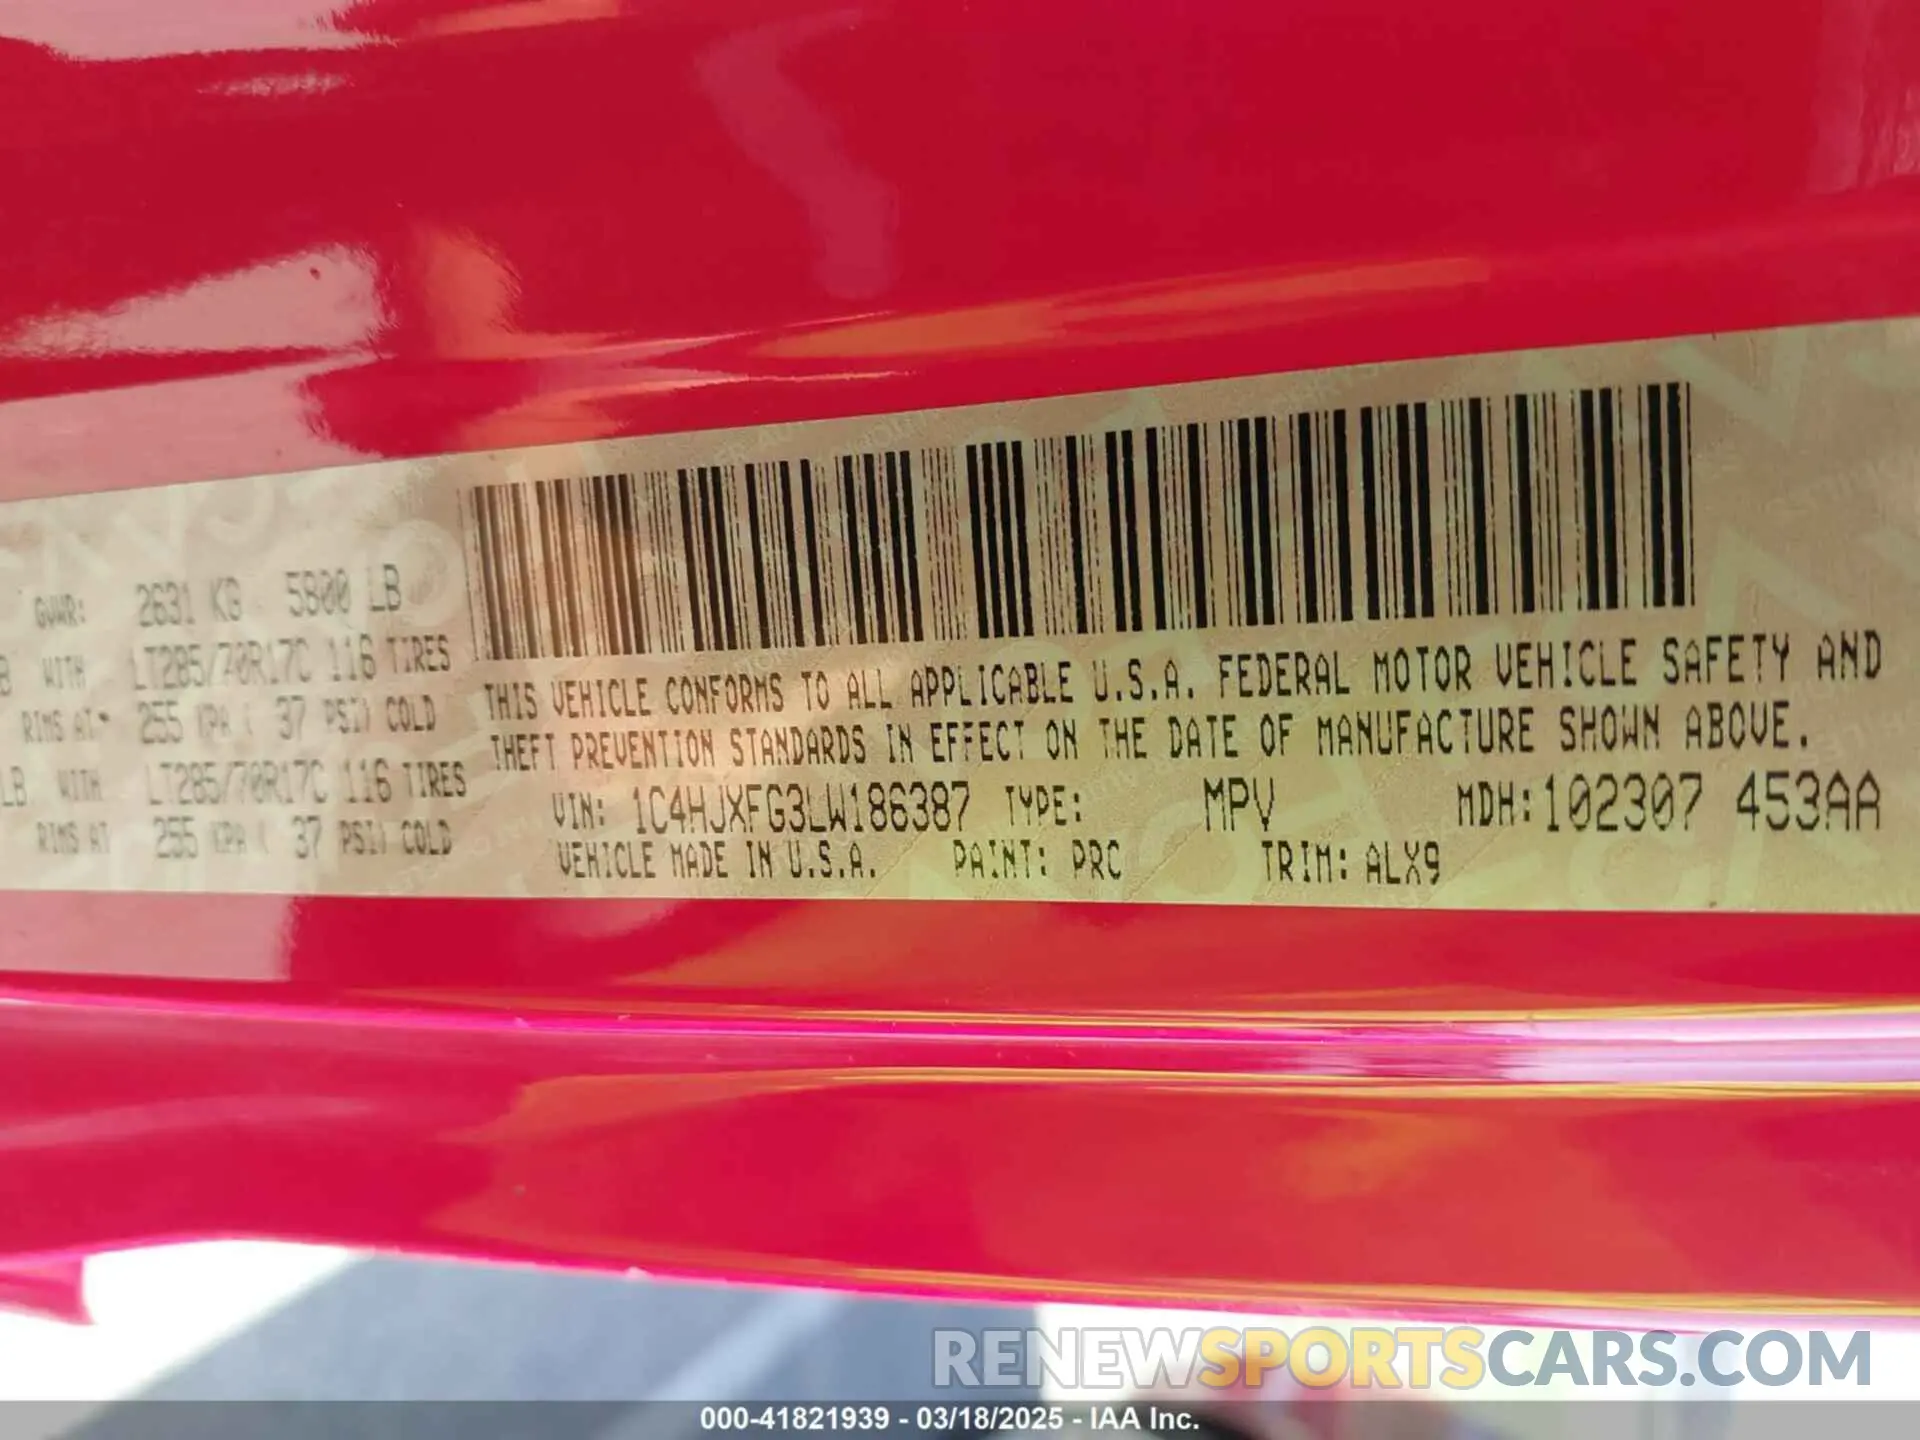 GVWR: 2631 KG 5800 LB
B WITH LT285/70R17C 116 TIRES
RIMS AT 255 KPA ( 37 PSI) COLD
LB WITH LT285/70R17C 116 TIRES
RIMS AT 255 KPA ( 37 PSI) COLD
THIS VEHICLE CONFORMS TO ALL APPLICABLE U.S.A. FEDERAL MOTOR VEHICLE SAFETY AND
THEFT PREVENTION STANDARDS IN EFFECT ON THE DATE OF MANUFACTURE SHOWN ABOVE.
VIN: 1C4HJXFG3LW186387 TYPE: MPV MDH:102307 453AA
VEHICLE MADE IN U.S.A. PAINT: PRC TRIM: ALX9
RENEWSPORTSCARS.COM
000-41821939 - 03/18/2025 - IAA Inc.